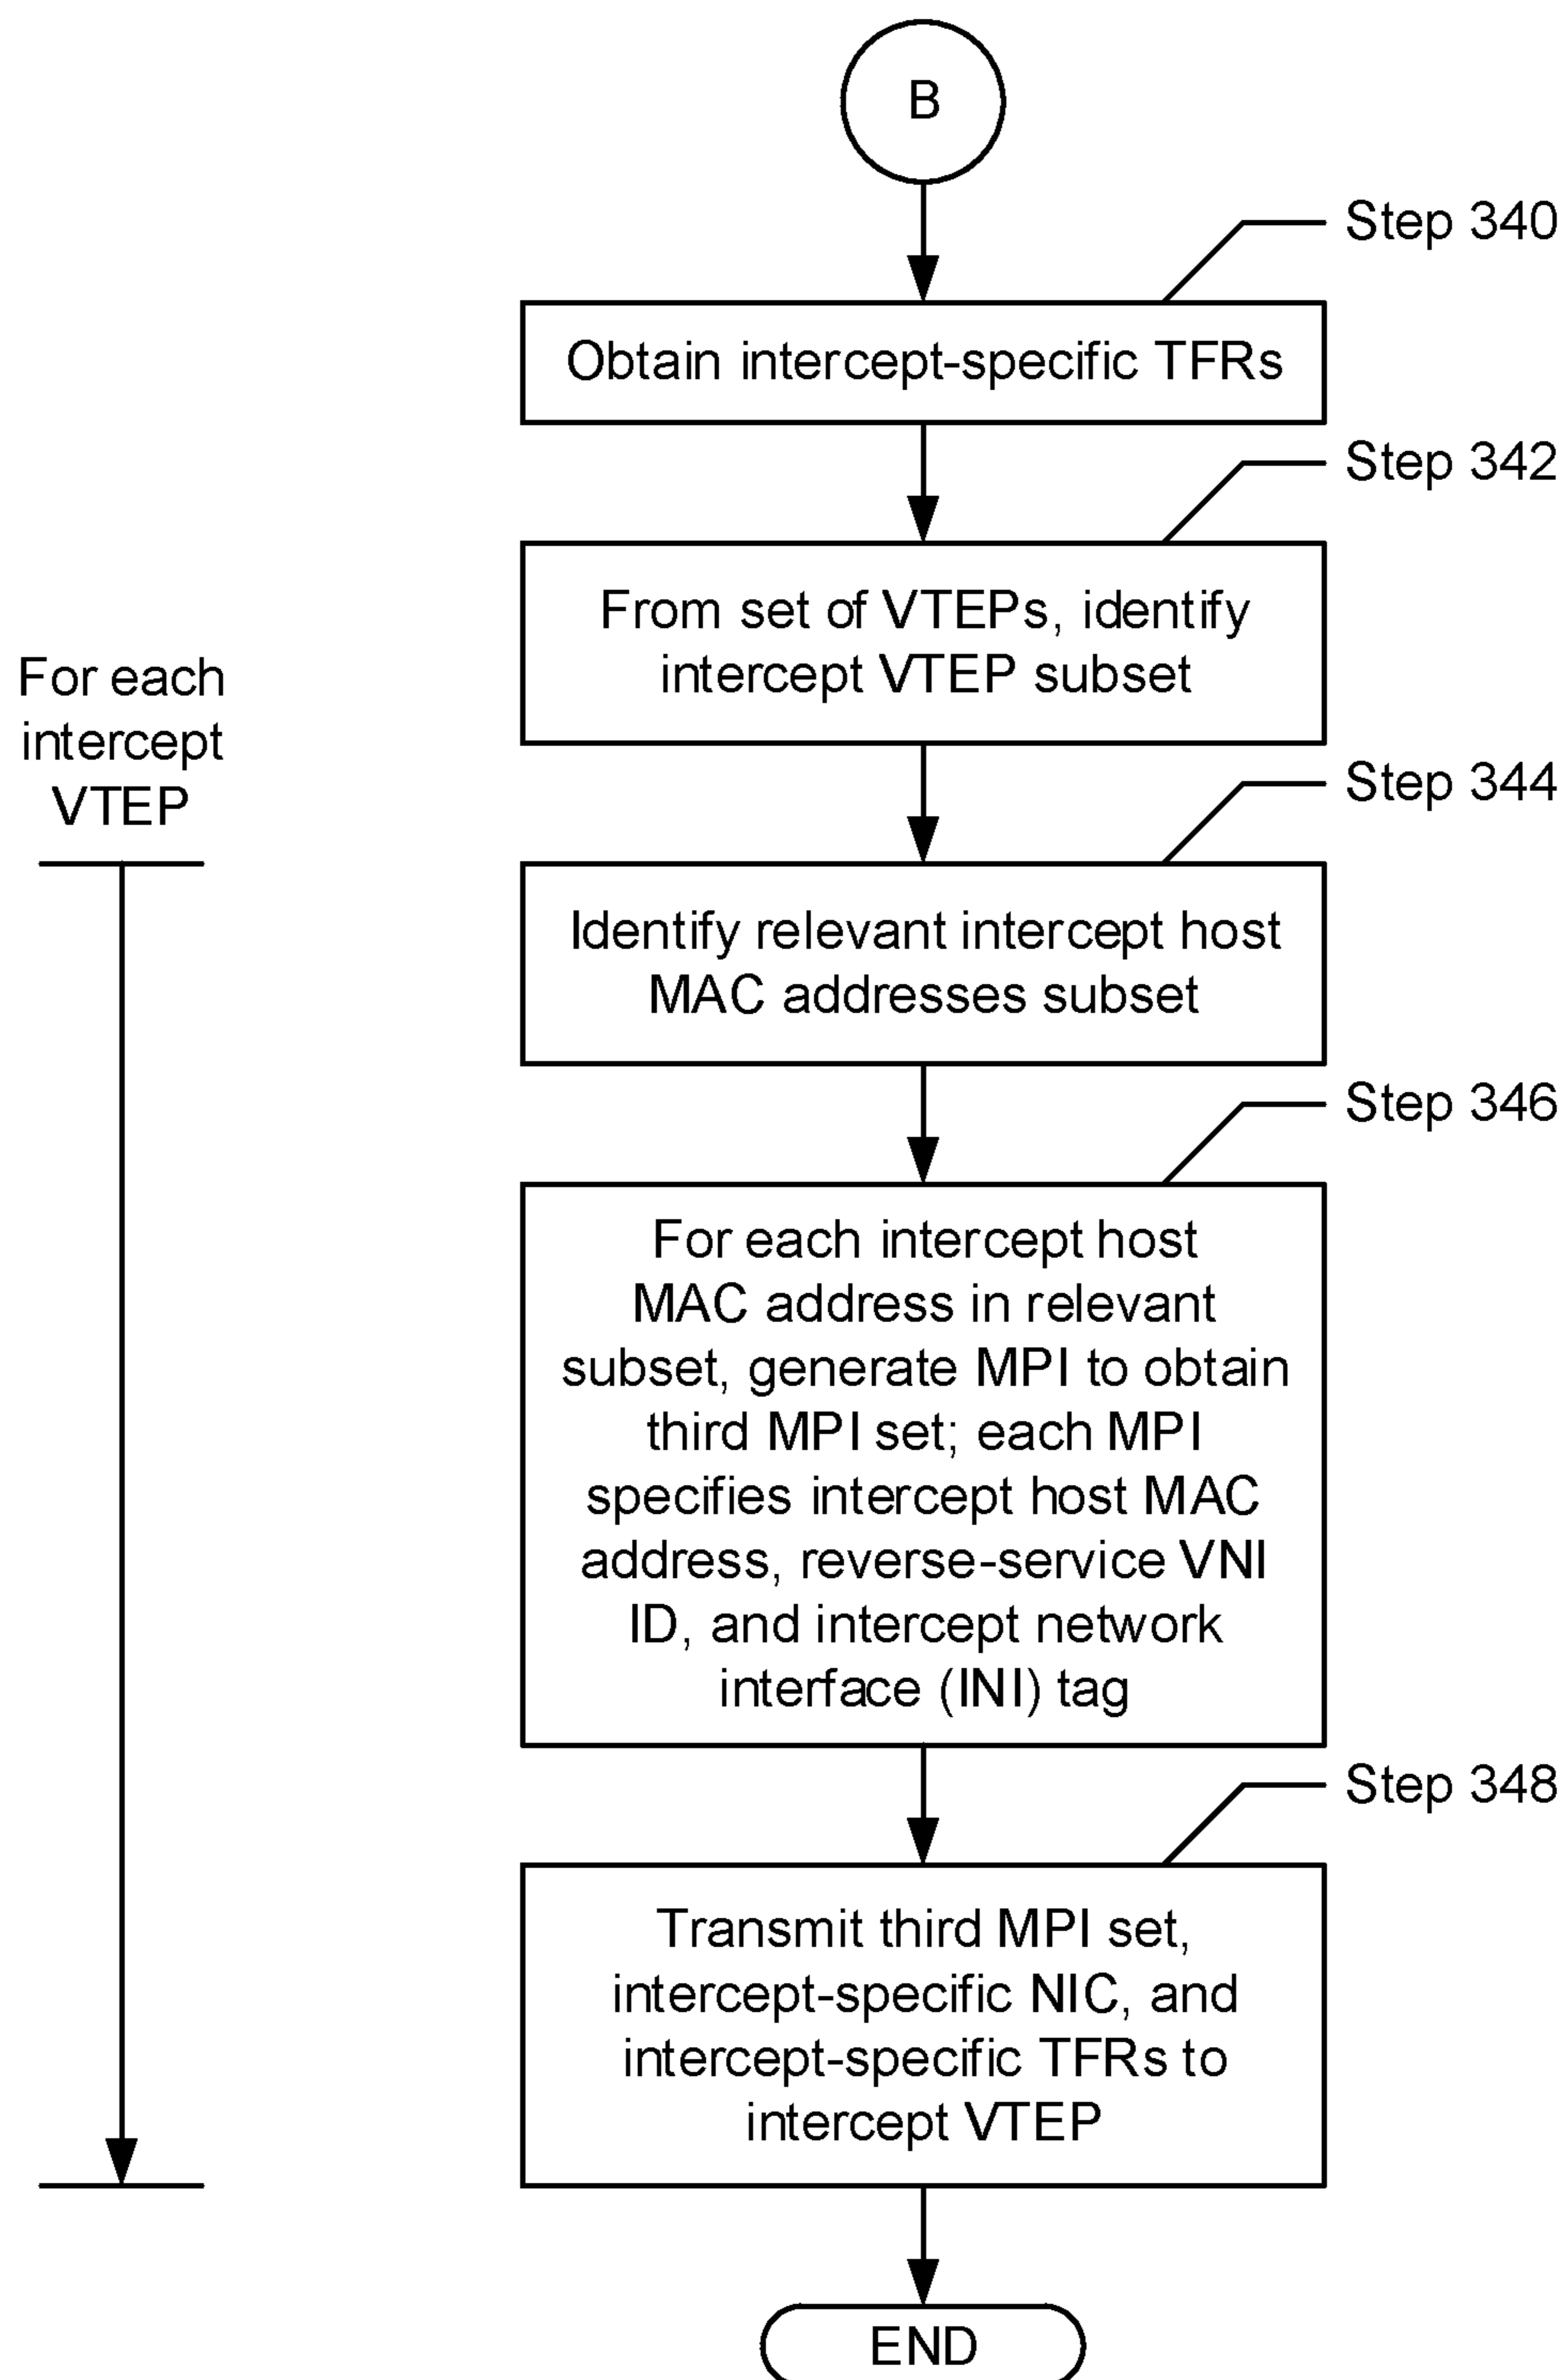 B
Step 340
Obtain intercept-specific TFRs
Step 342
From set of VTEPs, identify
intercept VTEP subset
For each
intercept
VTEP
Step 344
Identify relevant intercept host
MAC addresses subset
Step 346
For each intercept host
MAC address in relevant
subset, generate MPI to obtain
third MPI set; each MPI
specifies intercept host MAC
address, reverse-service VNI
ID, and intercept network
interface (INI) tag
Step 348
Transmit third MPI set,
intercept-specific NIC, and
intercept-specific TFRs to
intercept VTEP
END